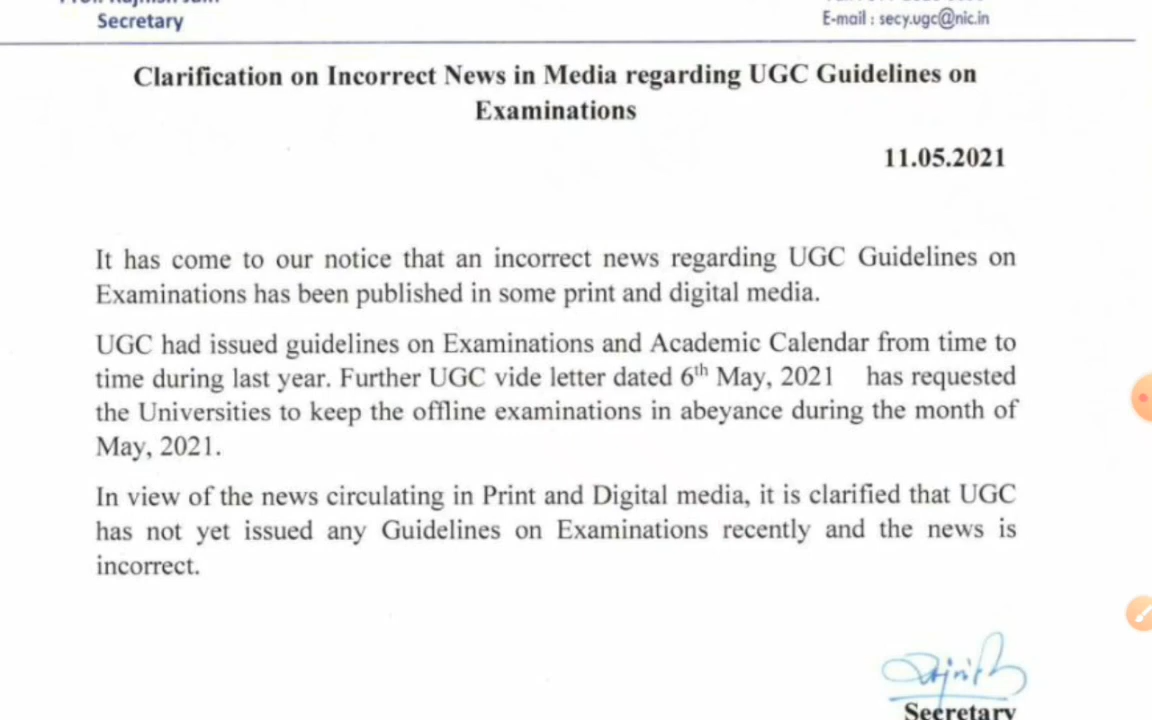 Secretary
E-mail : secy.ugc@nic.in
Clarification on Incorrect News in Media regarding UGC Guidelines on
Examinations
11.05.2021
It has come to our notice that an incorrect news regarding UGC Guidelines on
Examinations has been published in some print and digital media.
UGC had issued guidelines on Examinations and Academic Calendar from time to
time during last year. Further UGC vide letter dated 6th May, 2021 has requested
the Universities to keep the offline examinations in abeyance during the month of
May, 2021.
In view of the news circulating in Print and Digital media, it is clarified that UGC
has not yet issued any Guidelines on Examinations recently and the news is
incorrect.
Secretary